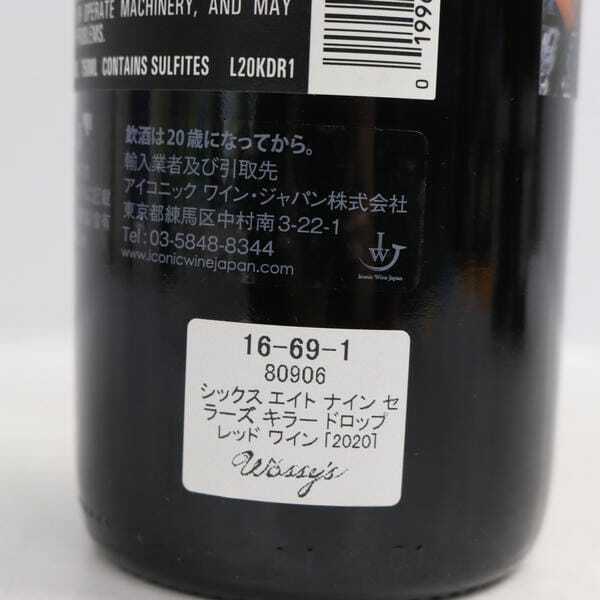 OPERATE MACHINERY, AND MAY
PROBLEMS.
750ML CONTAINS SULFITES L20KDR1
飲酒は20歳になってから。
輸入業者及び引取先
アイコニック ワイン・ジャパン株式会社
東京都練馬区中村南3-22-1
Tel : 03-5848-8344
www.iconicwinejapan.com
Iconic Wine Japan
16-69-1
80906
シックス エイト ナイン セ
ラーズ キラー ドロップ
レッド ワイン [2020]
Wassy's